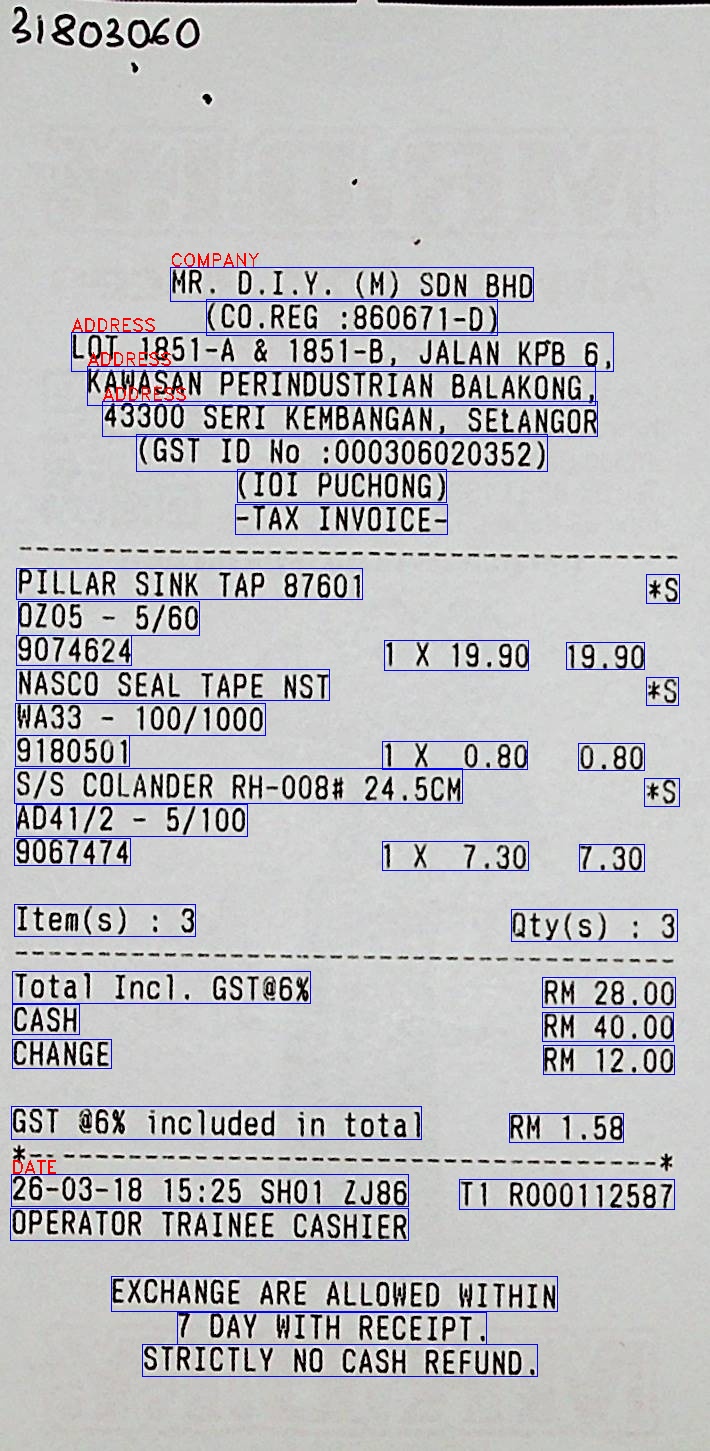 31803060
COMPANY
MR. D.I.Y. (M) SDN BHD
(CO.REG :860671-D)
ADDRESS
LOT 1851-A & 1851-B, JALAN KPB 6,
ADDRESS
KAWASAN PERINDUSTRIAN BALAKONG,
ADDRESS
43300 SERI KEMBANGAN, SELANGOR
(GST ID No :000306020352)
(IOI PUCHONG)
-TAX INVOICE-
PILLAR SINK TAP 87601 *S
OZ05 - 5/60
9074624 1 X 19.90 19.90
NASCO SEAL TAPE NST *S
WA33 - 100/1000
9180501 1 X 0.80 0.80
S/S COLANDER RH-008# 24.5CM *S
AD41/2 - 5/100
9067474 1 X 7.30 7.30
Item(s) : 3 Qty(s) : 3
Total Incl. GST@6% RM 28.00
CASH RM 40.00
CHANGE RM 12.00
GST @6% included in total RM 1.58
DATE
26-03-18 15:25 SH01 ZJ86 T1 R000112587
OPERATOR TRAINEE CASHIER
EXCHANGE ARE ALLOWED WITHIN
7 DAY WITH RECEIPT.
STRICTLY NO CASH REFUND.